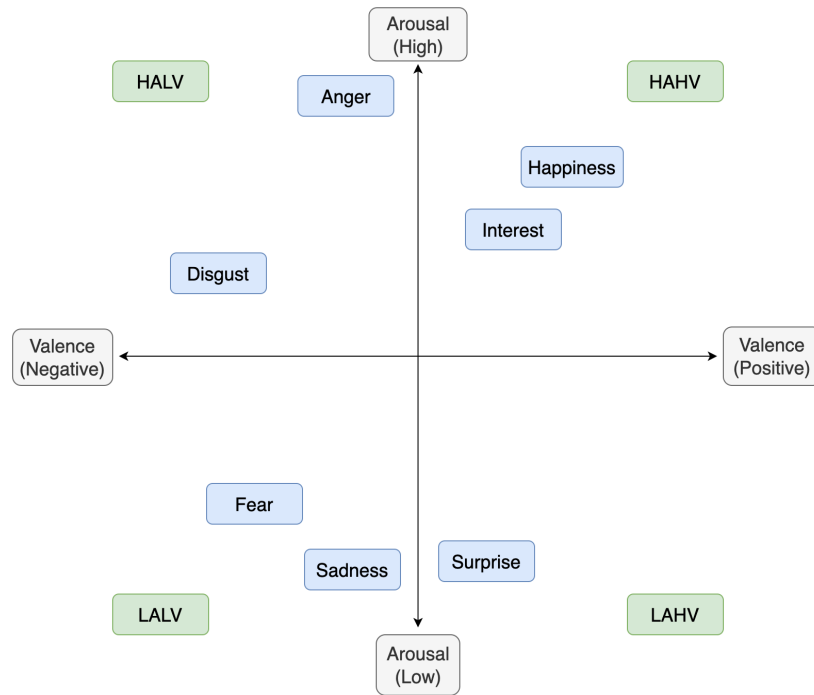 Arousal
(High)
HALV
Anger
HAHV
Happiness
Interest
Disgust
Valence
(Negative)
Valence
(Positive)
Fear
Surprise
Sadness
LALV
LAHV
Arousal
(Low)